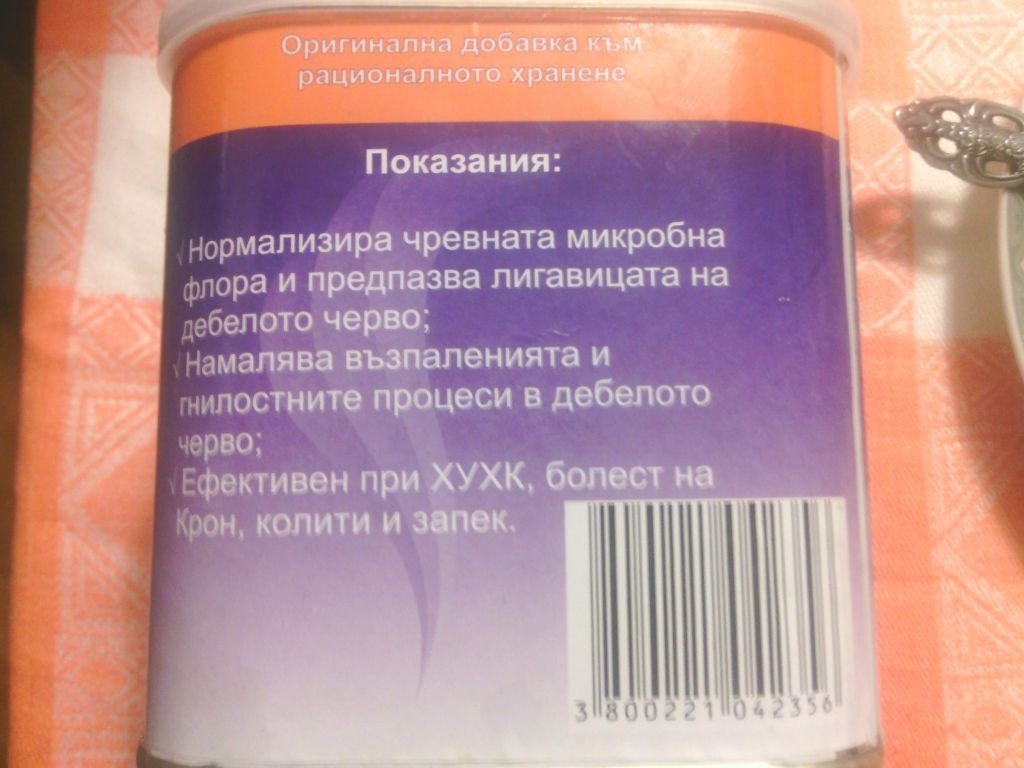 Оригинална добавка към
рационалното хранене
Показания:
√ Нормализира чревната микробна
флора и предпазва лигавицата на
дебелото черво;
√ Намалява възпаленията и
гнилостните процеси в дебелото
черво;
√ Ефективен при ХУХК, болест на
Крон, колити и запек.
3 800221 042356